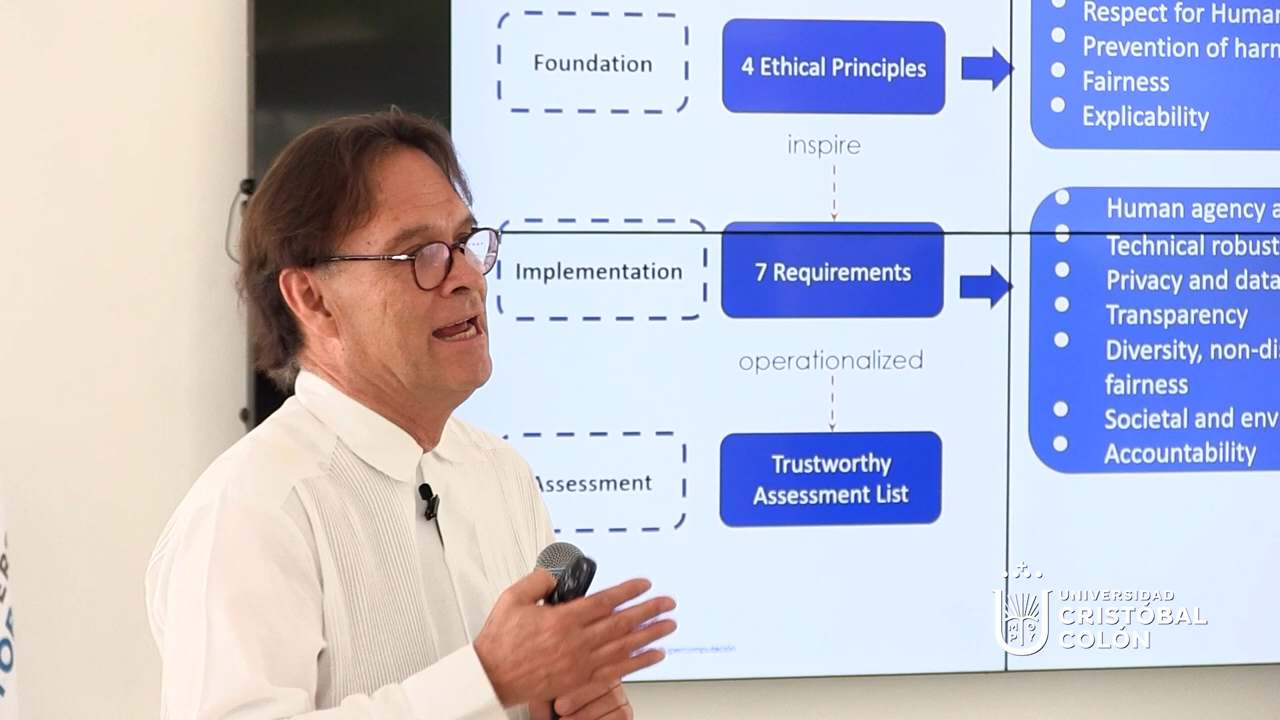 Foundation
4 Ethical Principles
Respect for Human
Prevention of harm
Fairness
Explicability
inspire
Implementation
7 Requirements
Human agency a
Technical robust
Privacy and data
Transparency
Diversity, non-dis
fairness
Societal and env
Accountability
operationalized
Assessment
Trustworthy
Assessment List
UNIVERSIDAD
CRISTÓBAL
COLÓN